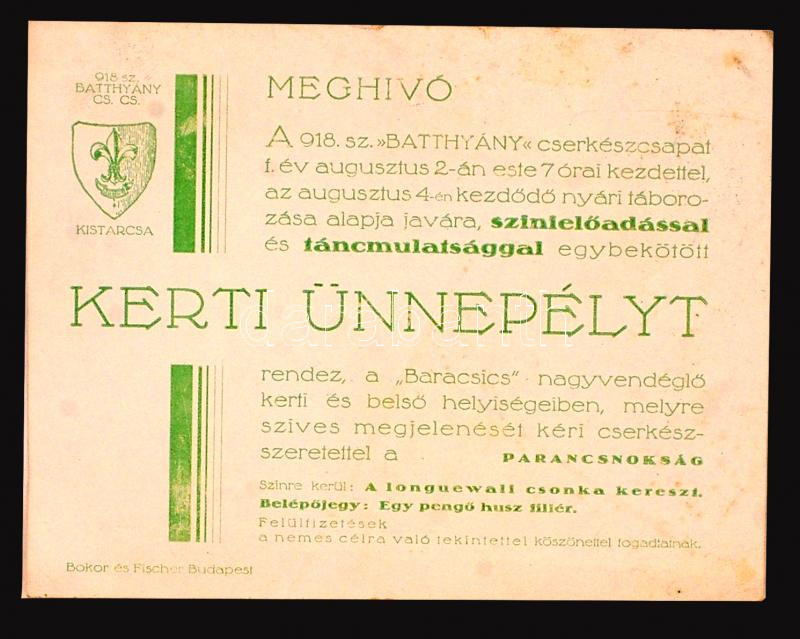 918 sz.
BATTHYÁNY
CS. CS.
KISTARCSA
MEGHIVÓ
A 918. sz. »BATTHYÁNY« cserkészcsapat
f. év augusztus 2-án este 7 órai kezdettel,
az augusztus 4-én kezdődő nyári táboro-
zása alapja javára, szinielőadással
és táncmulatsággal egybekötött
KERTI ÜNNEPÉLYT
darabanth
rendez, a „Baracsics" nagyvendéglő
kerti és belső helyiségeiben, melyre
szives megjelenését kéri cserkész-
szeretettel a PARANCSNOKSÁG
Szinre kerül: A longuewali csonka kereszt.
Belépőjegy: Egy pengő husz fillér.
Felülfizetések
a nemes célra való tekintettel köszönettel fogadtatnak.
Bokor és Fischer Budapest